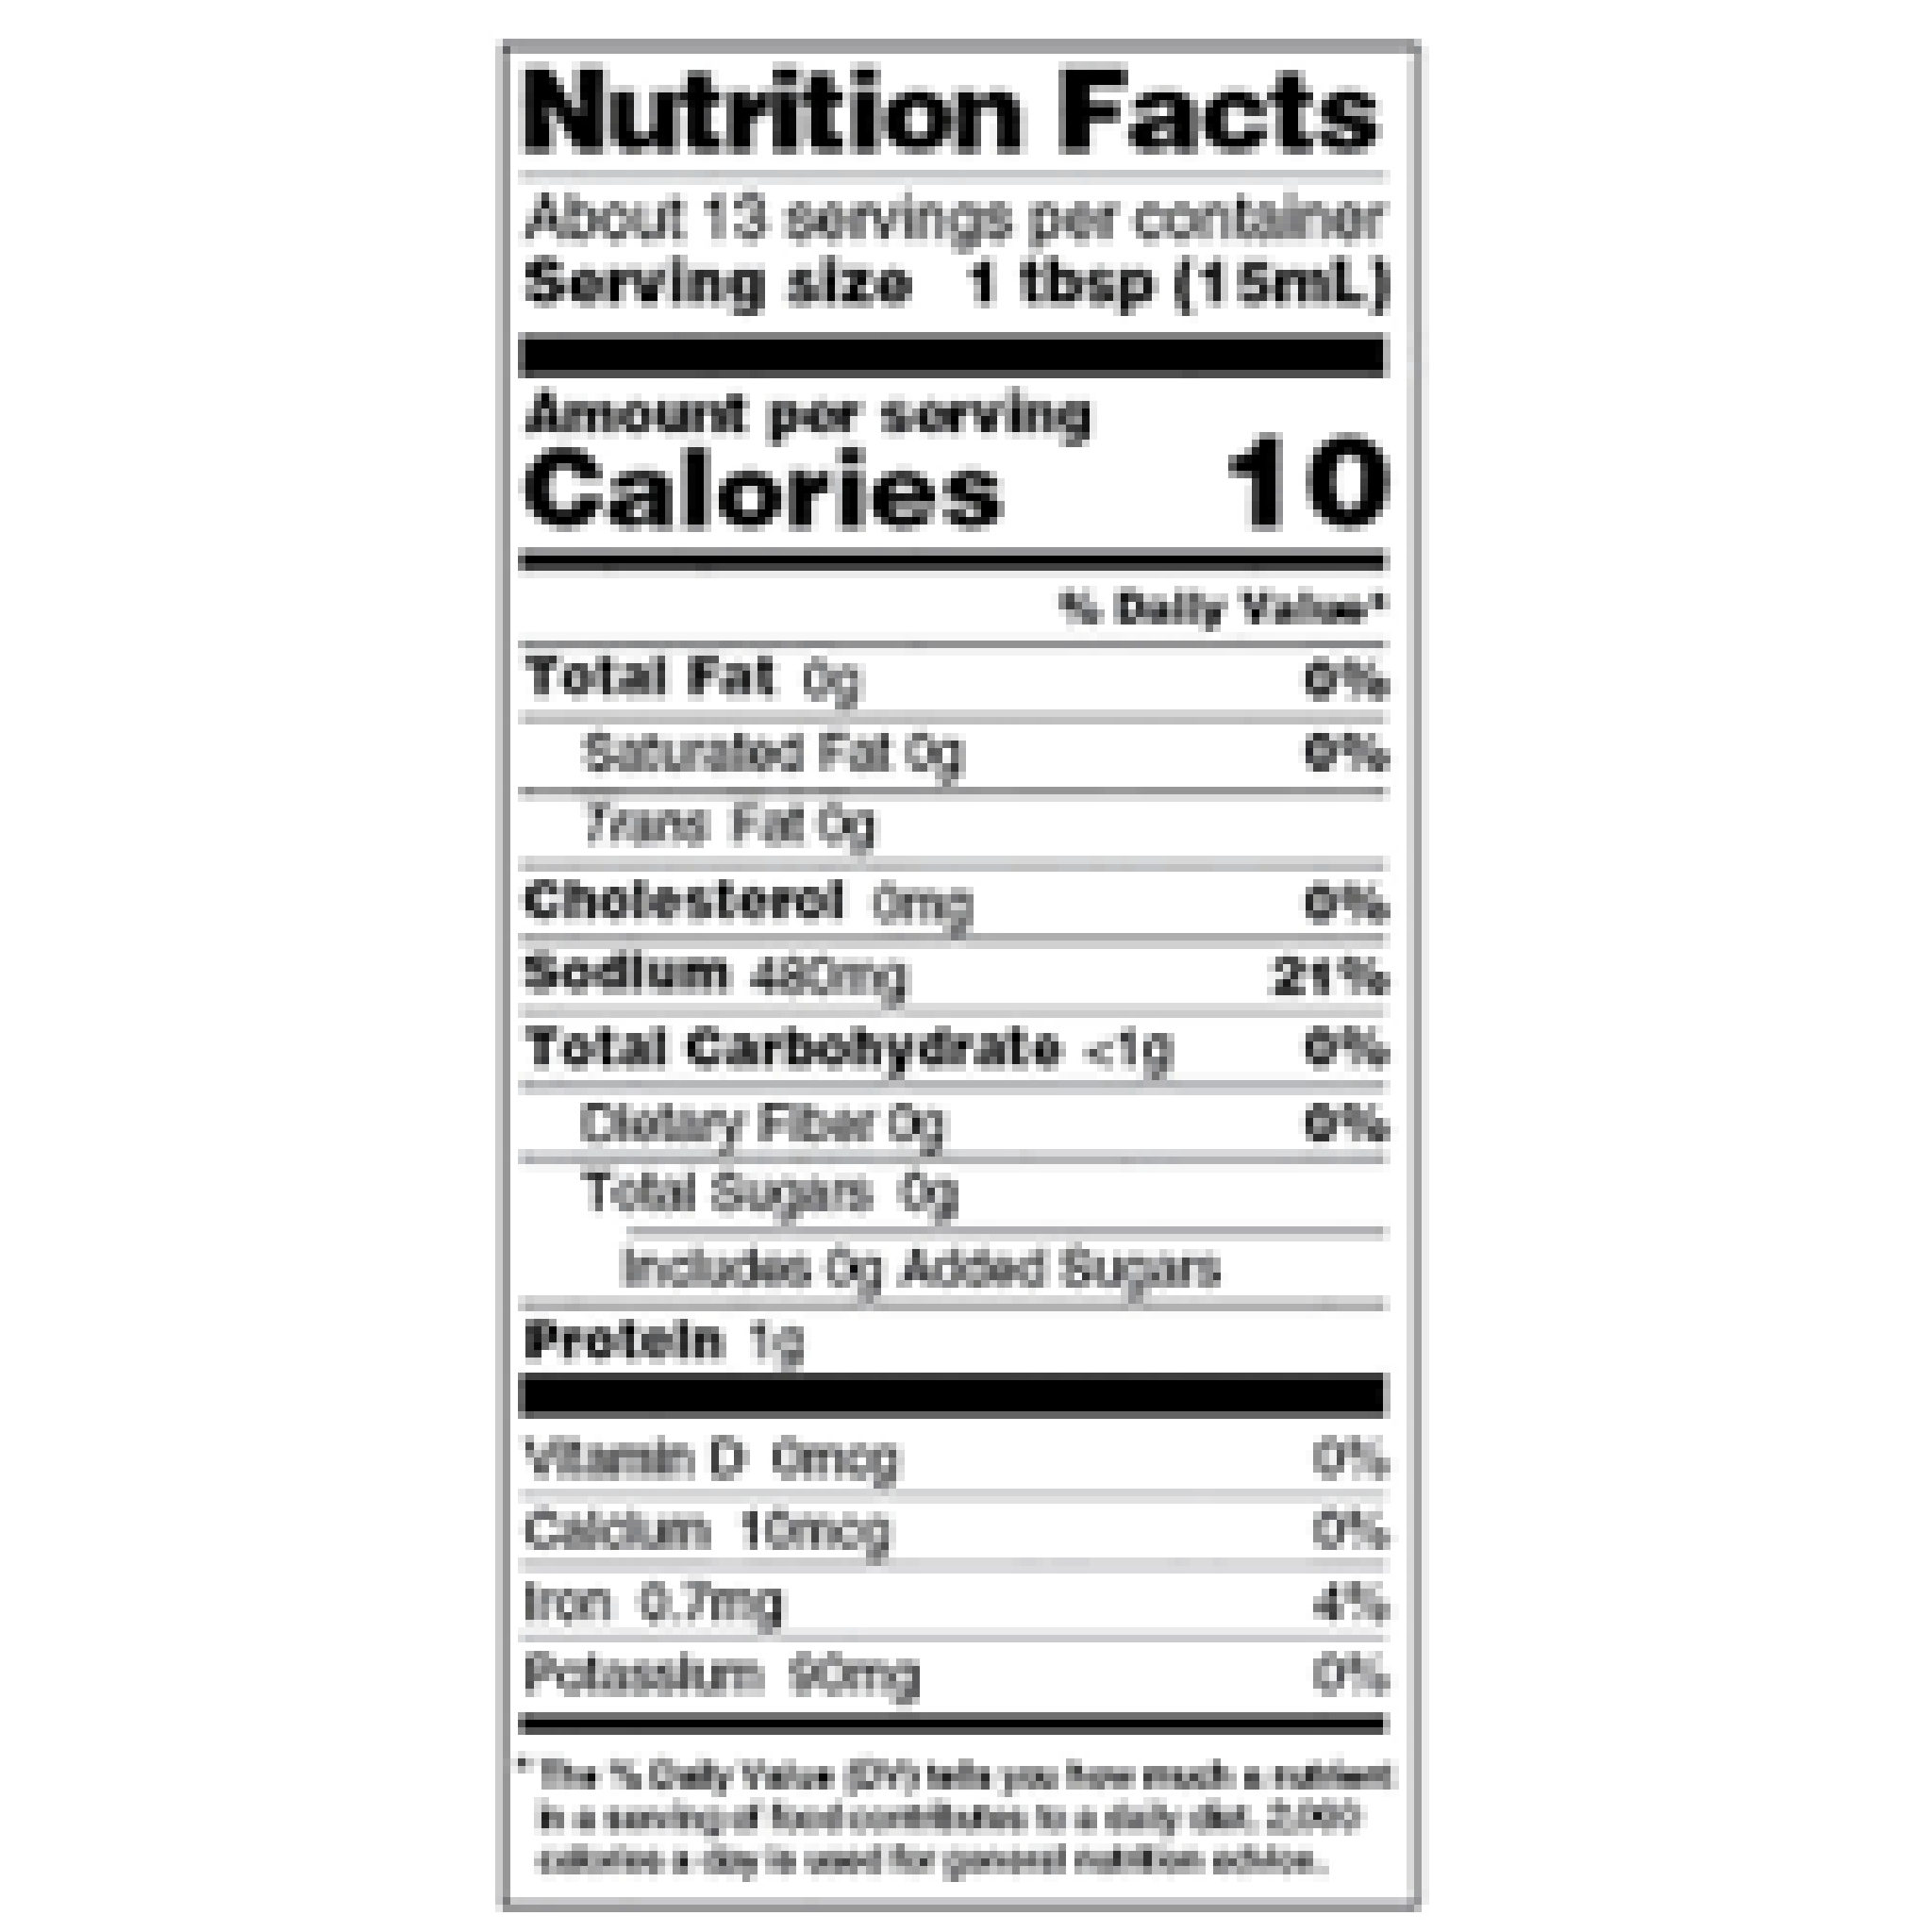 Nutrition Facts
About 13 servings per container
Serving size 1 tbsp (15mL)
Amount per serving
Calories 10
% Daily Value*
Total Fat 0g 0%
Saturated Fat 0g 0%
Trans Fat 0g
Cholesterol 0mg 0%
Sodium 480mg 21%
Total Carbohydrate <1g 0%
Dietary Fiber 0g 0%
Total Sugars 0g
Includes 0g Added Sugars
Protein 1g
Vitamin D 0mcg 0%
Calcium 10mcg 0%
Iron 0.7mg 4%
Potassium 90mg 0%
* The % Daily Value (DV) tells you how much a nutrient
in a serving of food contributes to a daily diet. 2,000
calories a day is used for general nutrition advice.